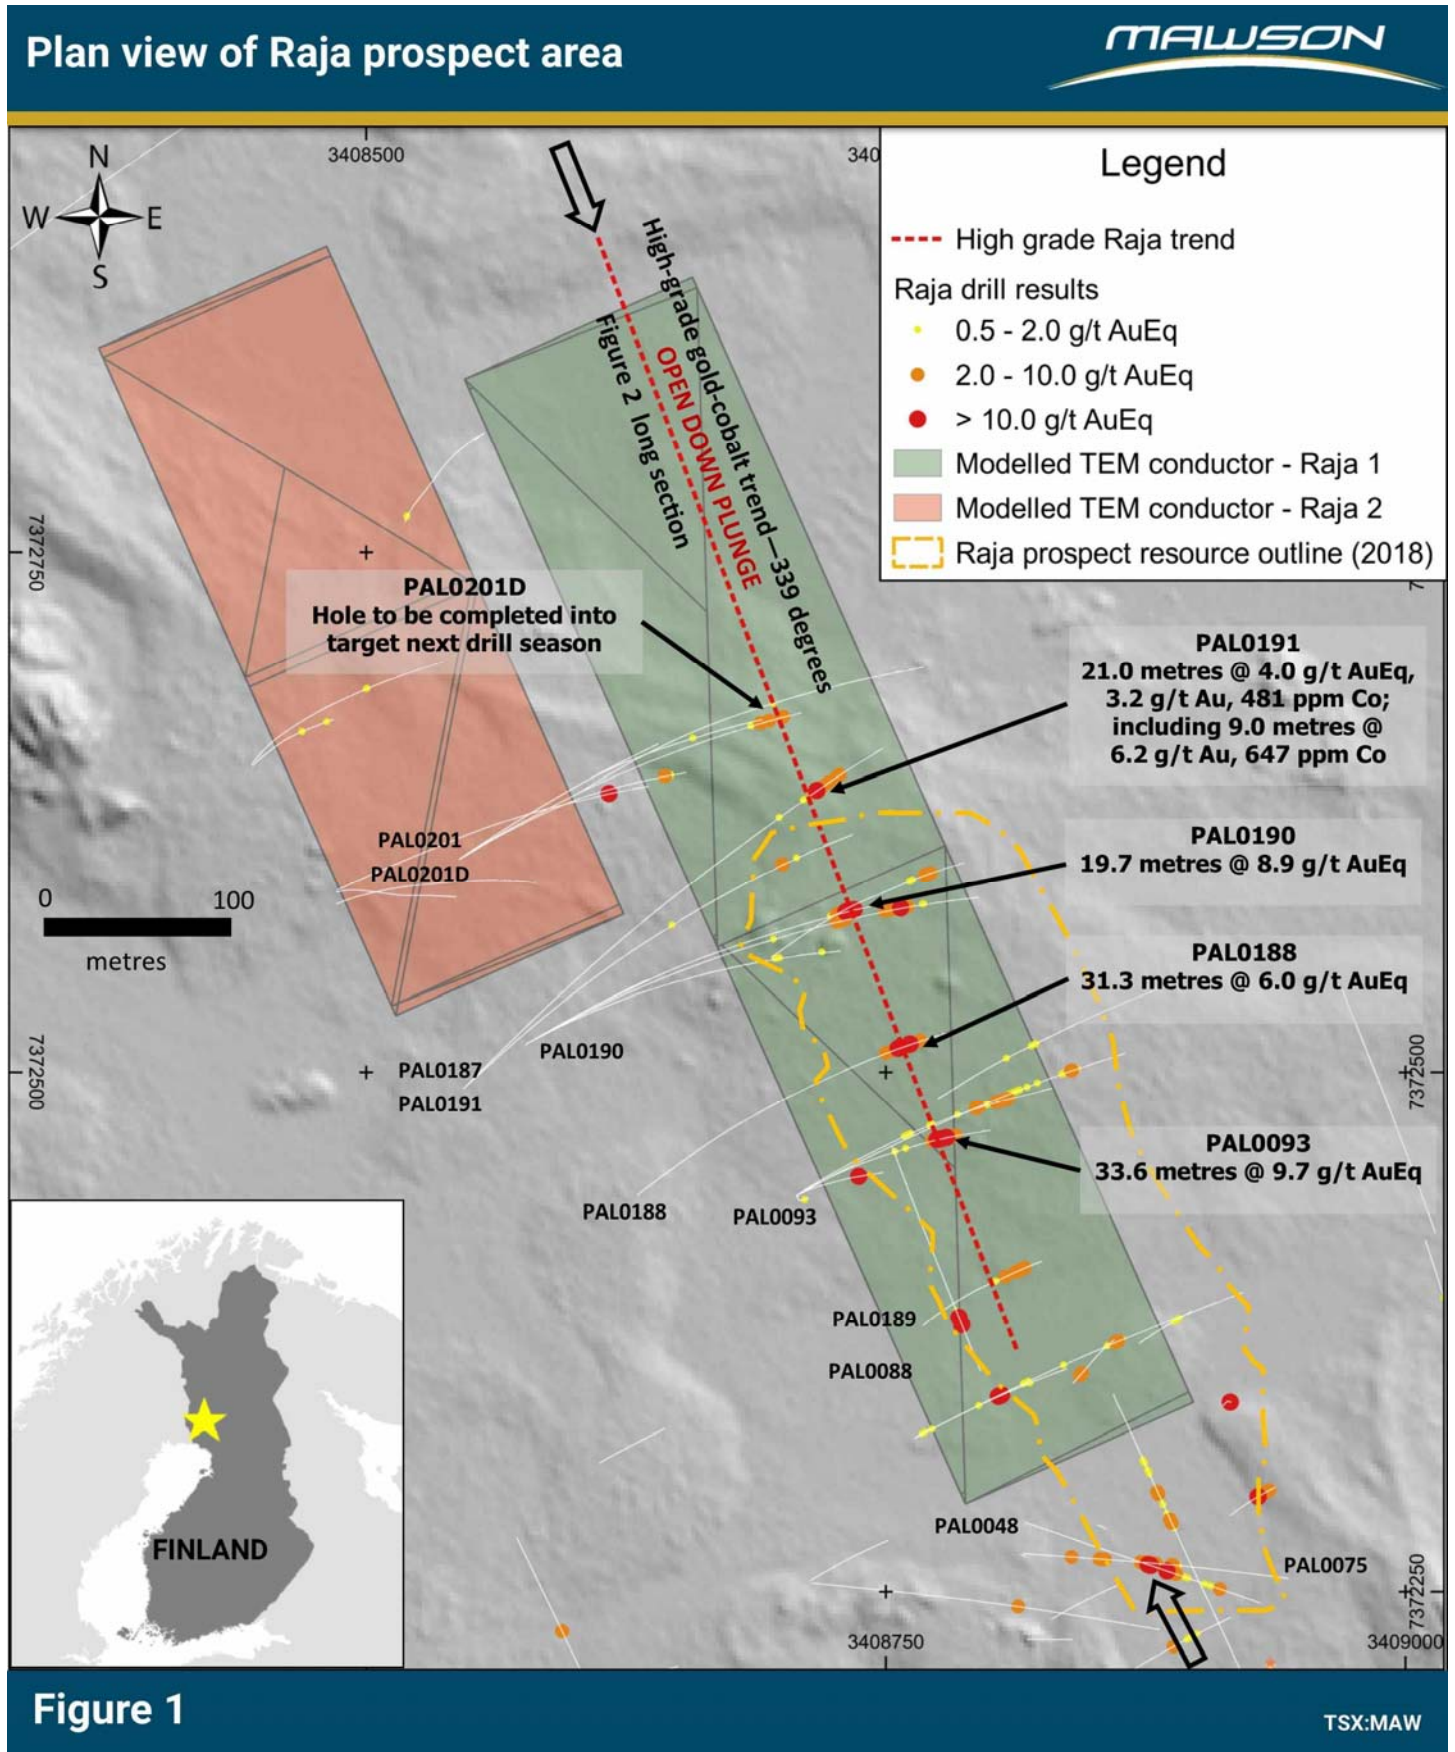 Plan view of Raja prospect area
MAWSON
3408500
340
N
W E
S
Legend
High grade Raja trend
Raja drill results
0.5 - 2.0 g/t AuEq
2.0 - 10.0 g/t AuEq
> 10.0 g/t AuEq
Modelled TEM conductor - Raja 1
Modelled TEM conductor - Raja 2
Raja prospect resource outline (2018)
High-grade gold-cobalt trend—339 degrees
OPEN DOWN PLUNGE
Figure 2 long section
7372750
7
PAL0201D
Hole to be completed into
target next drill season
PAL0191
21.0 metres @ 4.0 g/t AuEq,
3.2 g/t Au, 481 ppm Co;
including 9.0 metres @
6.2 g/t Au, 647 ppm Co
PAL0201
PAL0201D
PAL0190
19.7 metres @ 8.9 g/t AuEq
0 100
metres
PAL0188
31.3 metres @ 6.0 g/t AuEq
PAL0190
PAL0187
PAL0191
7372500
7372500
PAL0093
33.6 metres @ 9.7 g/t AuEq
PAL0188
PAL0093
PAL0189
PAL0088
FINLAND
PAL0048
PAL0075
7372250
3408750
3409000
Figure 1
TSX:MAW